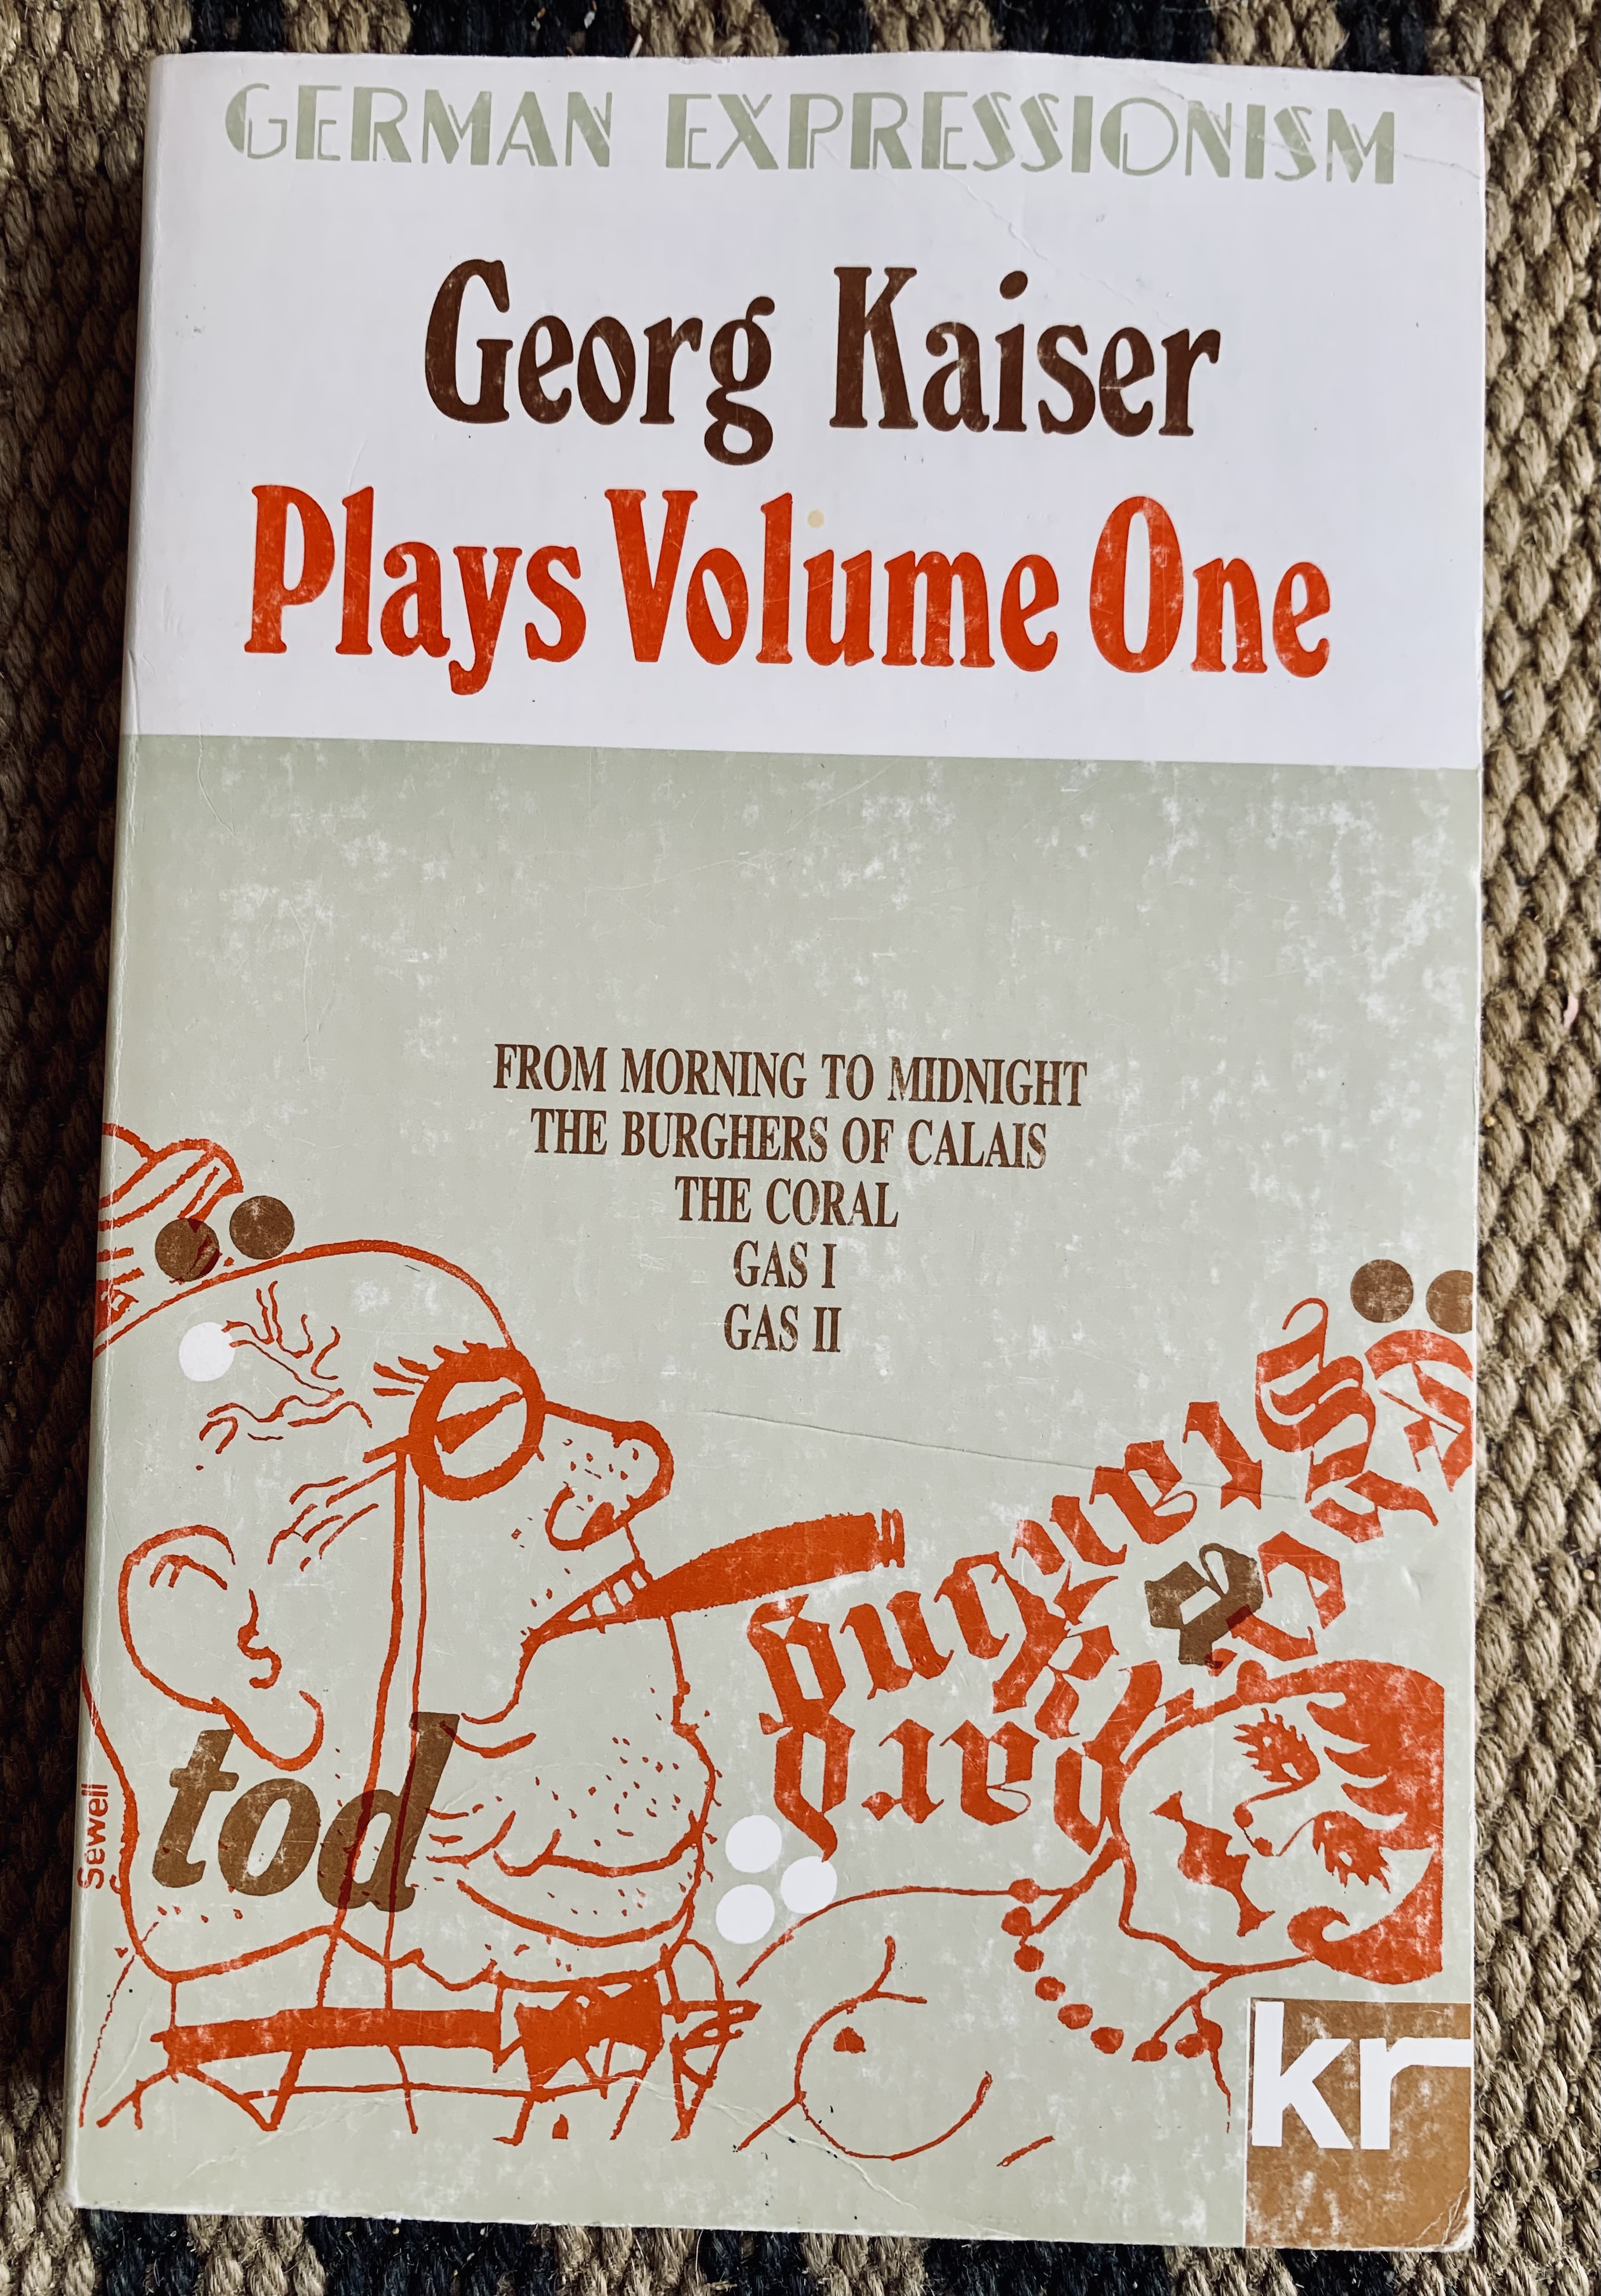 GERMAN EXPRESSIONISM
Georg Kaiser
Plays Volume One
FROM MORNING TO MIDNIGHT
THE BURGHERS OF CALAIS
THE CORAL
GAS I
GAS II
tod
Sewell
kr